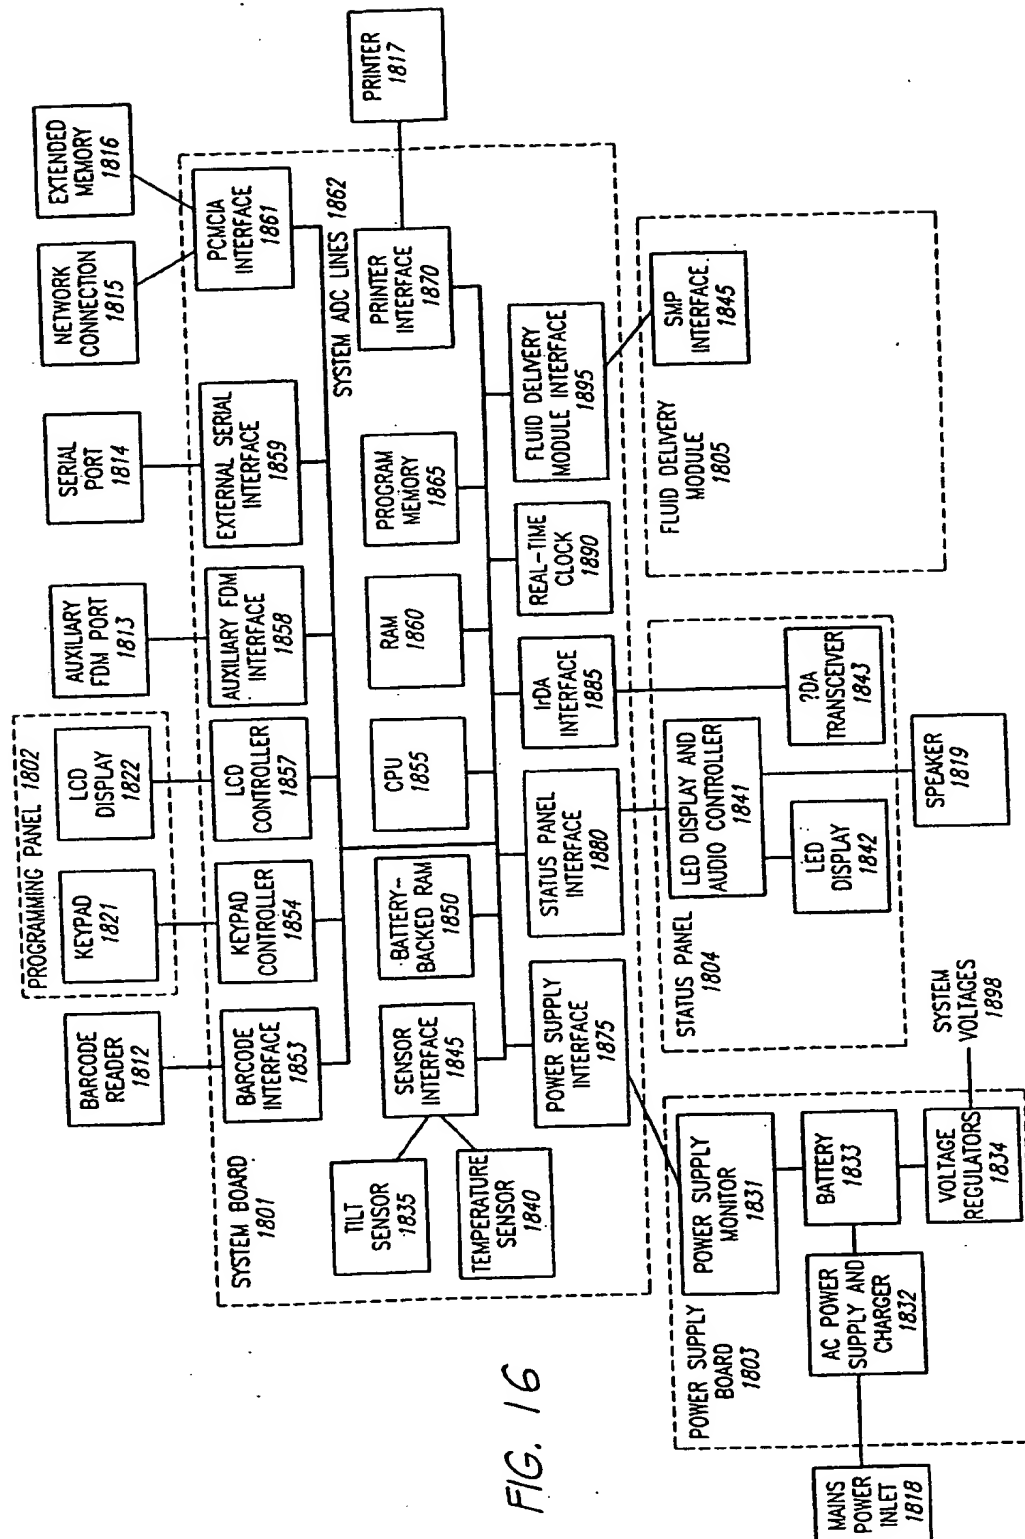 EXTENDED
MEMORY
1816
NETWORK
CONNECTION
1815
SERIAL
PORT
1814
AUXILIARY
FDM PORT
1813
PROGRAMMING PANEL 1802
LCD
DISPLAY
1822
KEYPAD
1821
BARCODE
READER
1812
PRINTER
1817
PCMCIA
INTERFACE
1861
EXTERNAL SERIAL
INTERFACE
1859
AUXILIARY FDM
INTERFACE
1858
LCD
CONTROLLER
1857
KEYPAD
CONTROLLER
1854
BARCODE
INTERFACE
1853
SYSTEM BOARD
1801
SYSTEM ADC LINES 1862
PRINTER
INTERFACE
1870
PROGRAM
MEMORY
1865
RAM
1860
CPU
1855
BATTERY-
BACKED RAM
1850
SENSOR
INTERFACE
1845
TILT
SENSOR
1835
TEMPERATURE
SENSOR
1840
FLUID DELIVERY
MODULE INTERFACE
1895
REAL-TIME
CLOCK
1890
IrDA
INTERFACE
1885
STATUS PANEL
INTERFACE
1880
POWER SUPPLY
INTERFACE
1875
SMP
INTERFACE
1845
FLUID DELIVERY
MODULE
1805
STATUS PANEL
1804
LED DISPLAY AND
AUDIO CONTROLLER
1841
?DA
TRANSCEIVER
1843
LED
DISPLAY
1842
SPEAKER
1819
POWER SUPPLY
BOARD
1803
POWER SUPPLY
MONITOR
1831
BATTERY
1833
AC POWER
SUPPLY AND
CHARGER
1832
VOLTAGE
REGULATORS
1834
SYSTEM
VOLTAGES
1898
MAINS
POWER
INLET
1818
FIG. 16